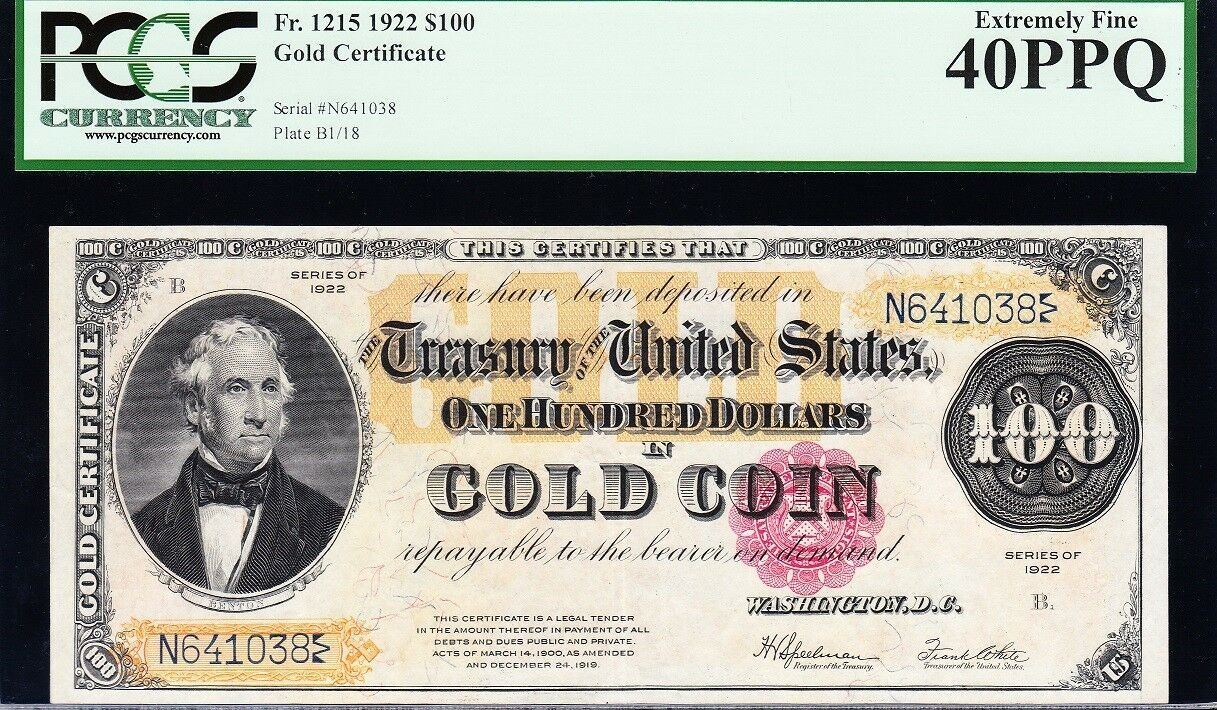 PCGS
CURRENCY
www.pcgscurrency.com
Fr. 1215 1922 $100
Gold Certificate
Serial #N641038
Plate B1/18
Extremely Fine
40PPQ
100 C GOLD CERTIFICATE 100 C GOLD CERTIFICATE 100 C GOLD CERTIFICATE THIS CERTIFIES THAT 100 C GOLD CERTIFICATE 100 C GOLD CERTIFICATE 100
C
C
B
SERIES OF
1922
GOLD
there have been deposited in
N641038
THE Treasury OF THE United States,
ONE HUNDRED DOLLARS
IN
GOLD COIN
100
repayable to the bearer on demand.
SERIES OF
1922
GOLD CERTIFICATE
GOLD CERTIFICATE
BENTON
WASHINGTON, D.C.
B
N641038
THIS CERTIFICATE IS A LEGAL TENDER
IN THE AMOUNT THEREOF IN PAYMENT OF ALL
DEBTS AND DUES PUBLIC AND PRIVATE.
ACTS OF MARCH 14, 1900, AS AMENDED
AND DECEMBER 24, 1919.
H V Speelman
Register of the Treasury.
Frank White
Treasurer of the United States.
100